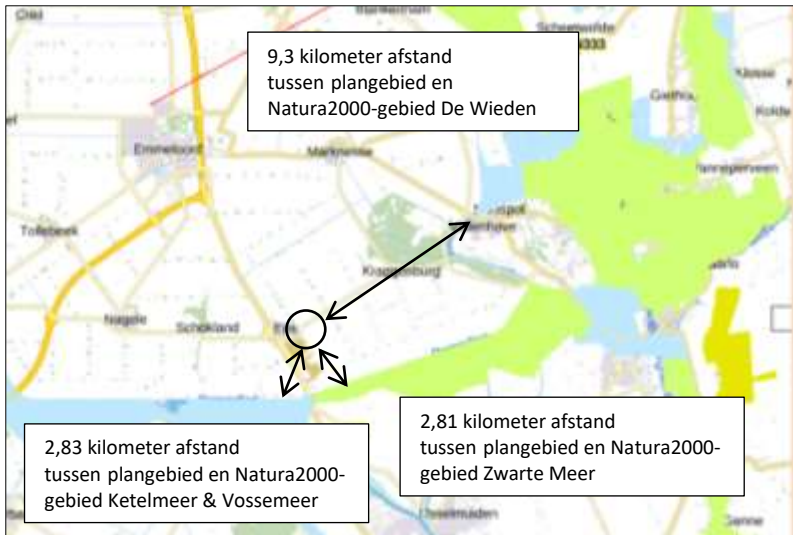 Emmeloord
Marknesse
Tollebeek
Kraggenburg
Nagele
Schokland
9,3 kilometer afstand
tussen plangebied en
Natura2000-gebied De Wieden
2,83 kilometer afstand
tussen plangebied en Natura2000-
gebied Ketelmeer & Vossemeer
2,81 kilometer afstand
tussen plangebied en Natura2000-
gebied Zwarte Meer